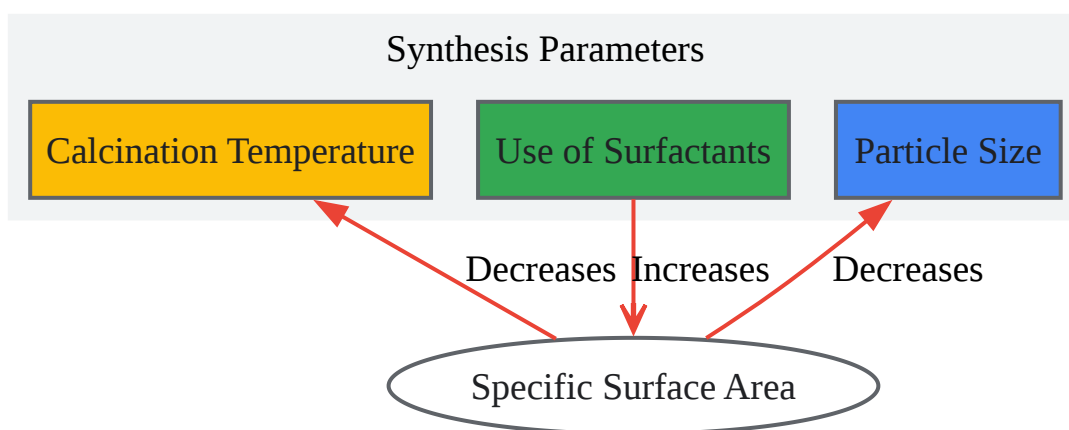 Synthesis Parameters
Calcination Temperature
Use of Surfactants
Particle Size
Decreases
Increases
Decreases
Specific Surface Area